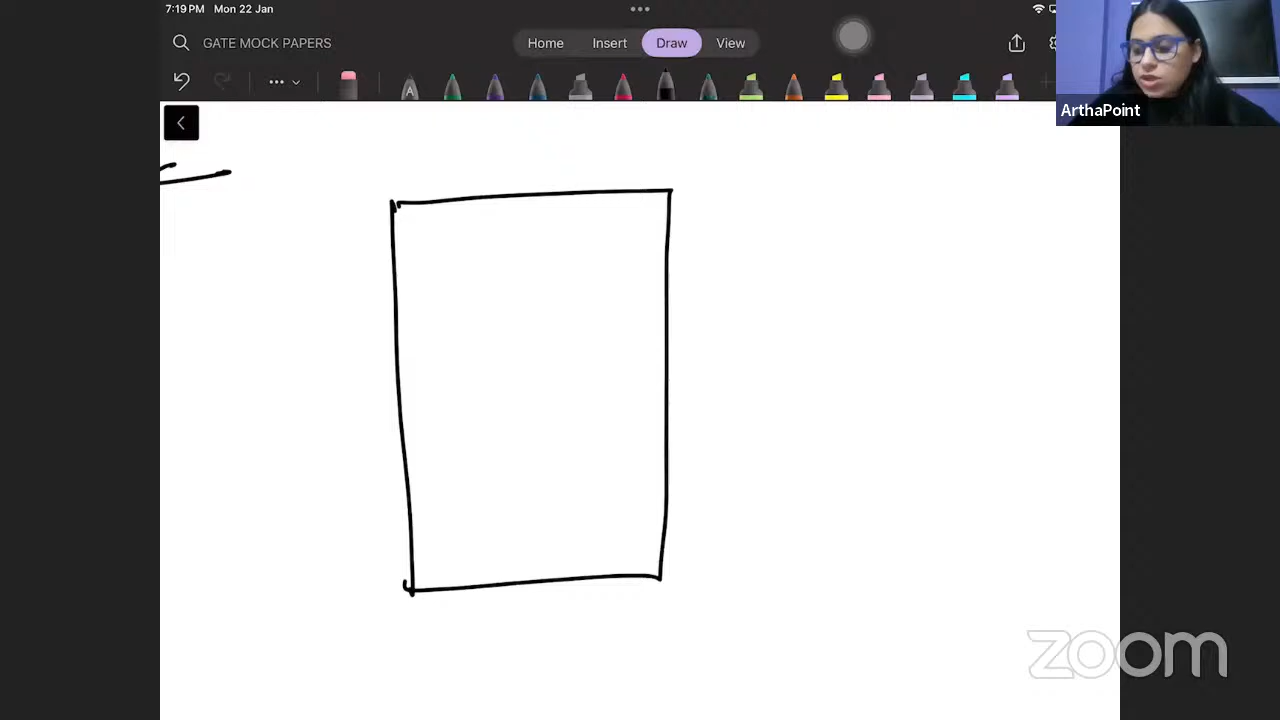 7:19 PM Mon 22 Jan
GATE MOCK PAPERS
Home Insert Draw View
A
ArthaPoint
zoom